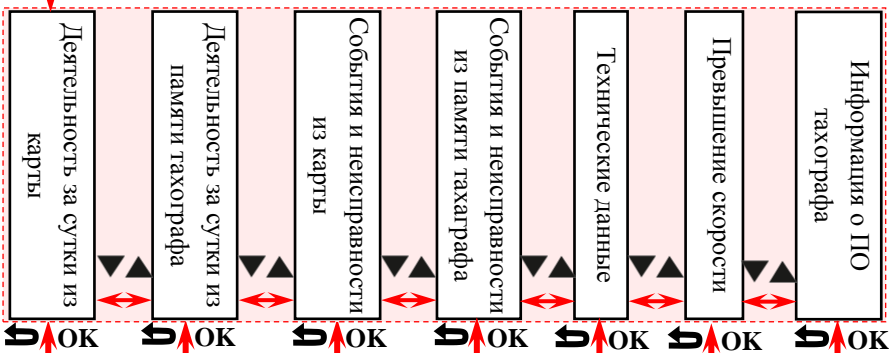 Деятельность за сутки из
карты
Деятельность за сутки из
памяти тахографа
События и неисправности
из карты
События и неисправности
из памяти тахаграфа
Технические данные
Превышение скорости
Информация о ПО
тахографа
OK
OK
OK
OK
OK
OK
OK